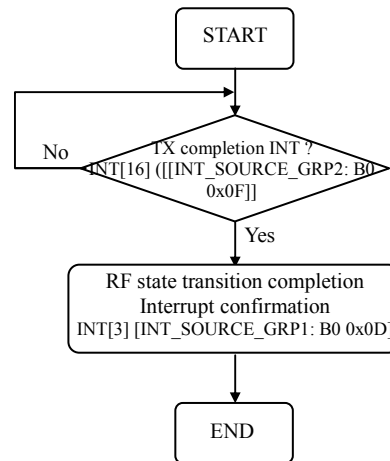 START
TX completion INT ?
No
INT[16] ([[INT_SOURCE_GRP2: B0
0x0F]]
Yes
RF state transition completion
Interrupt confirmation
INT[3] [INT_SOURCE_GRP1: B0 0x0D]
END